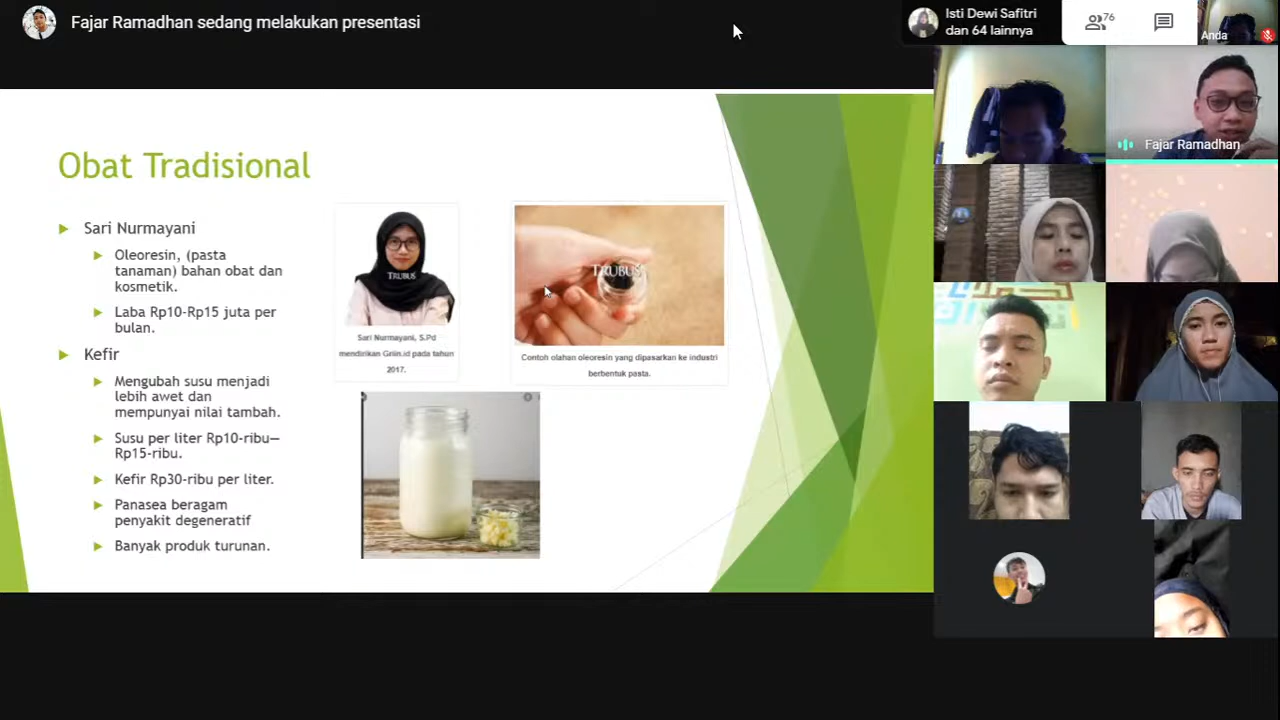 Fajar Ramadhan sedang melakukan presentasi
Isti Dewi Safitri
dan 64 lainnya
76
Anda
Fajar Ramadhan
Obat Tradisional
Sari Nurmayani
Oleoresin, (pasta
tanaman) bahan obat dan
kosmetik.
Laba Rp10-Rp15 juta per
bulan.
Kefir
Mengubah susu menjadi
lebih awet dan
mempunyai nilai tambah.
Susu per liter Rp10-ribu—
Rp15-ribu.
Kefir Rp30-ribu per liter.
Panasea beragam
penyakit degeneratif
Banyak produk turunan.
TRUBUS
Sari Nurmayani, S.Pd
mendirikan Griin.id pada tahun
2017.
TRUBUS
Contoh olahan oleoresin yang dipasarkan ke industri
berbentuk pasta.